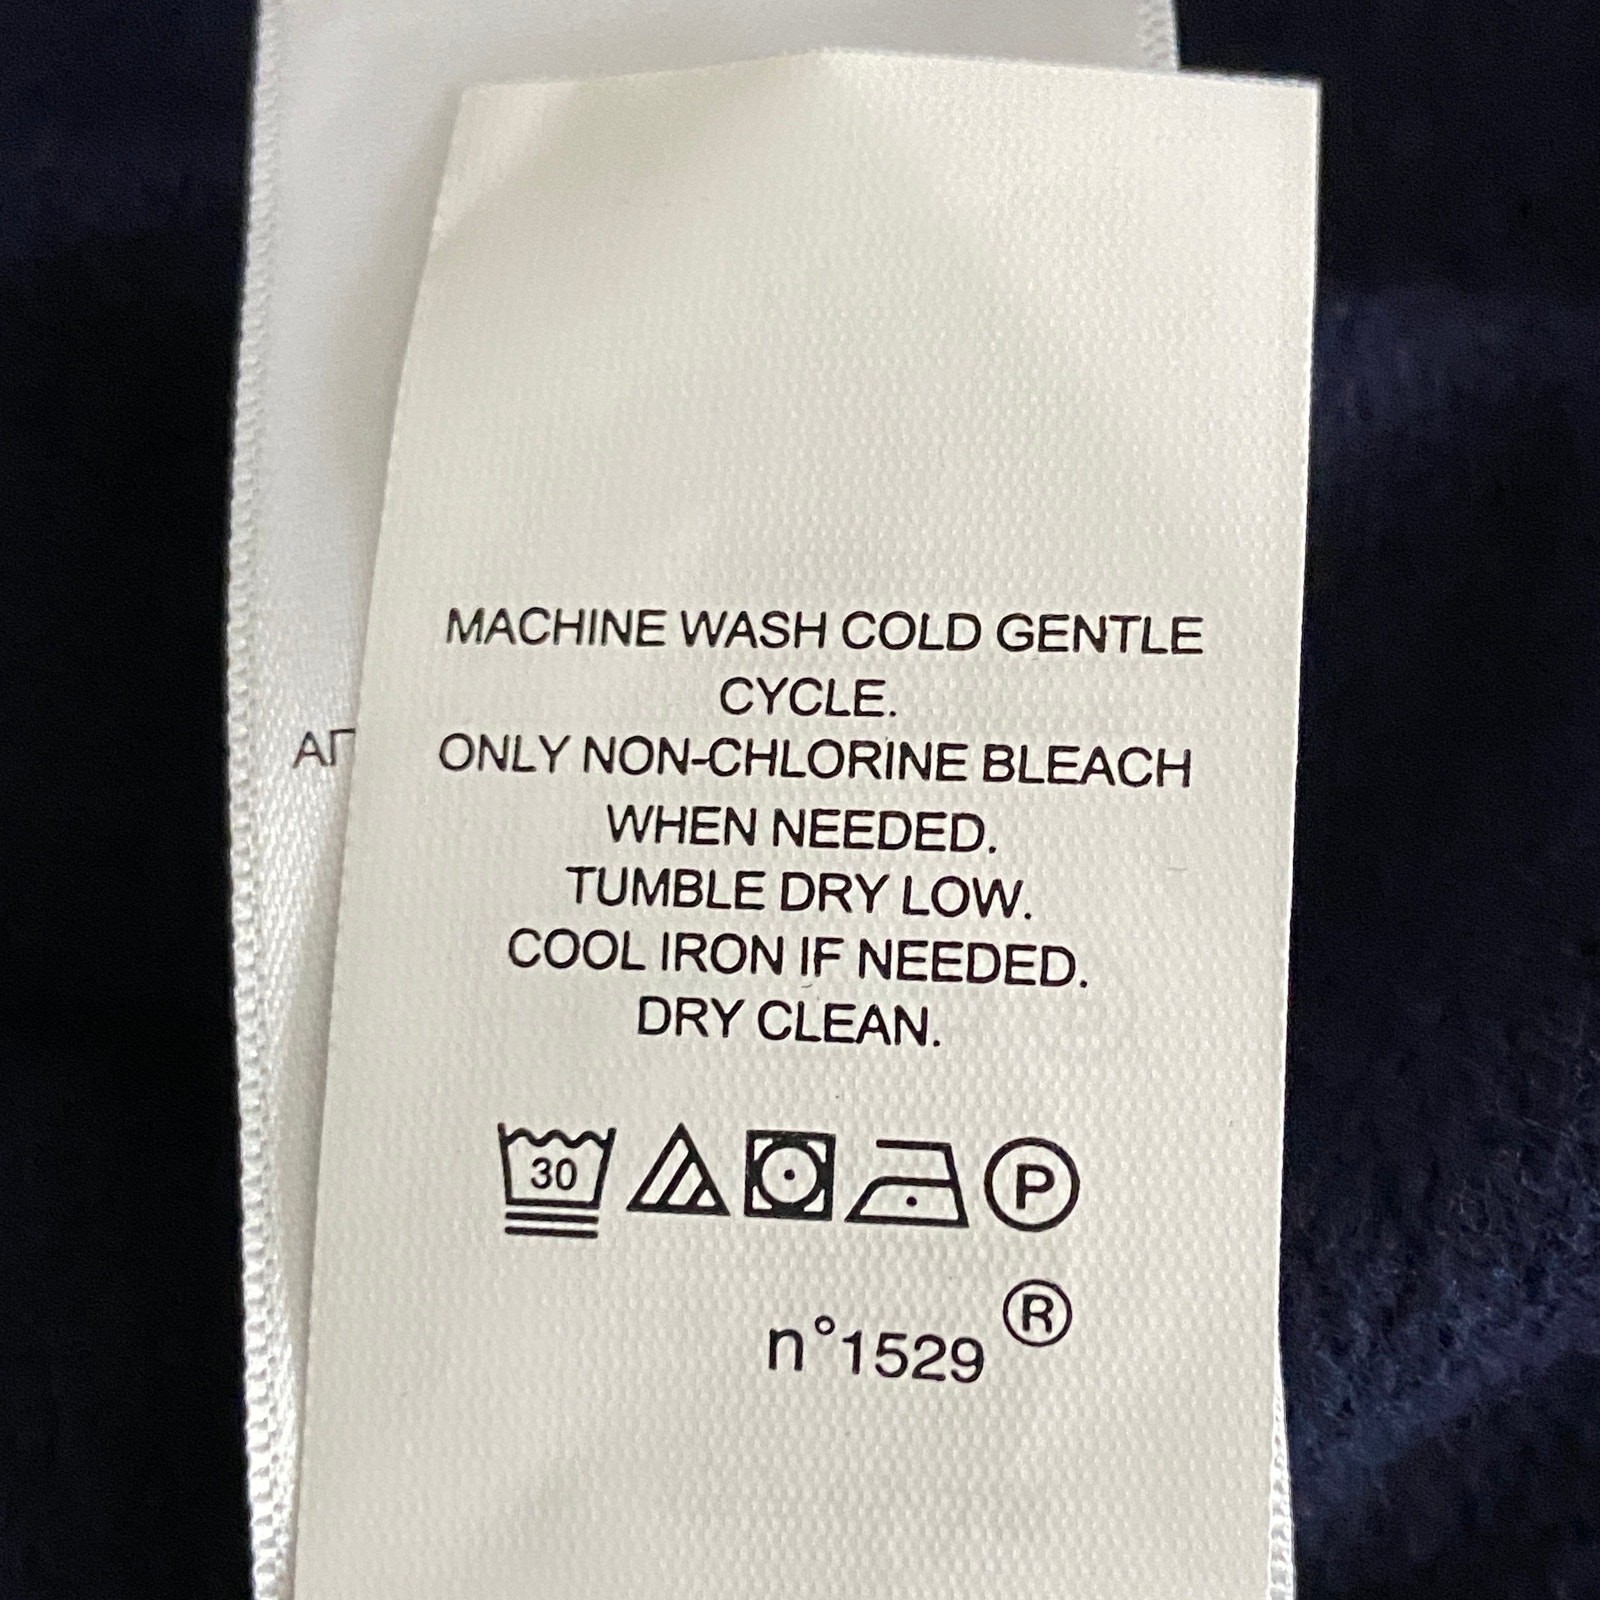 MACHINE WASH COLD GENTLE
CYCLE.
ONLY NON-CHLORINE BLEACH
WHEN NEEDED.
TUMBLE DRY LOW.
COOL IRON IF NEEDED.
DRY CLEAN.
30 P
n°1529®